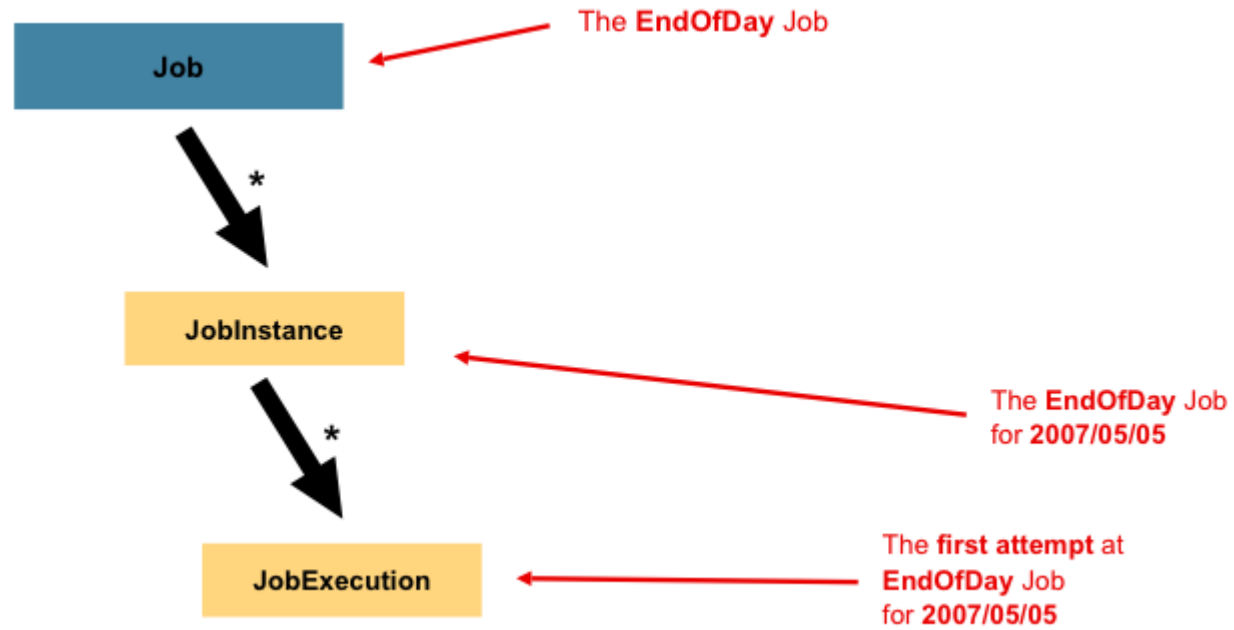 The EndOfDay Job
Job
*
JobInstance
The EndOfDay Job
for 2007/05/05
*
JobExecution
The first attempt at
EndOfDay Job
for 2007/05/05